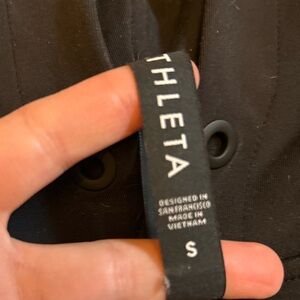 THLETA
DESIGNED IN
SAN FRANCISCO
MADE IN
VIETNAM
S